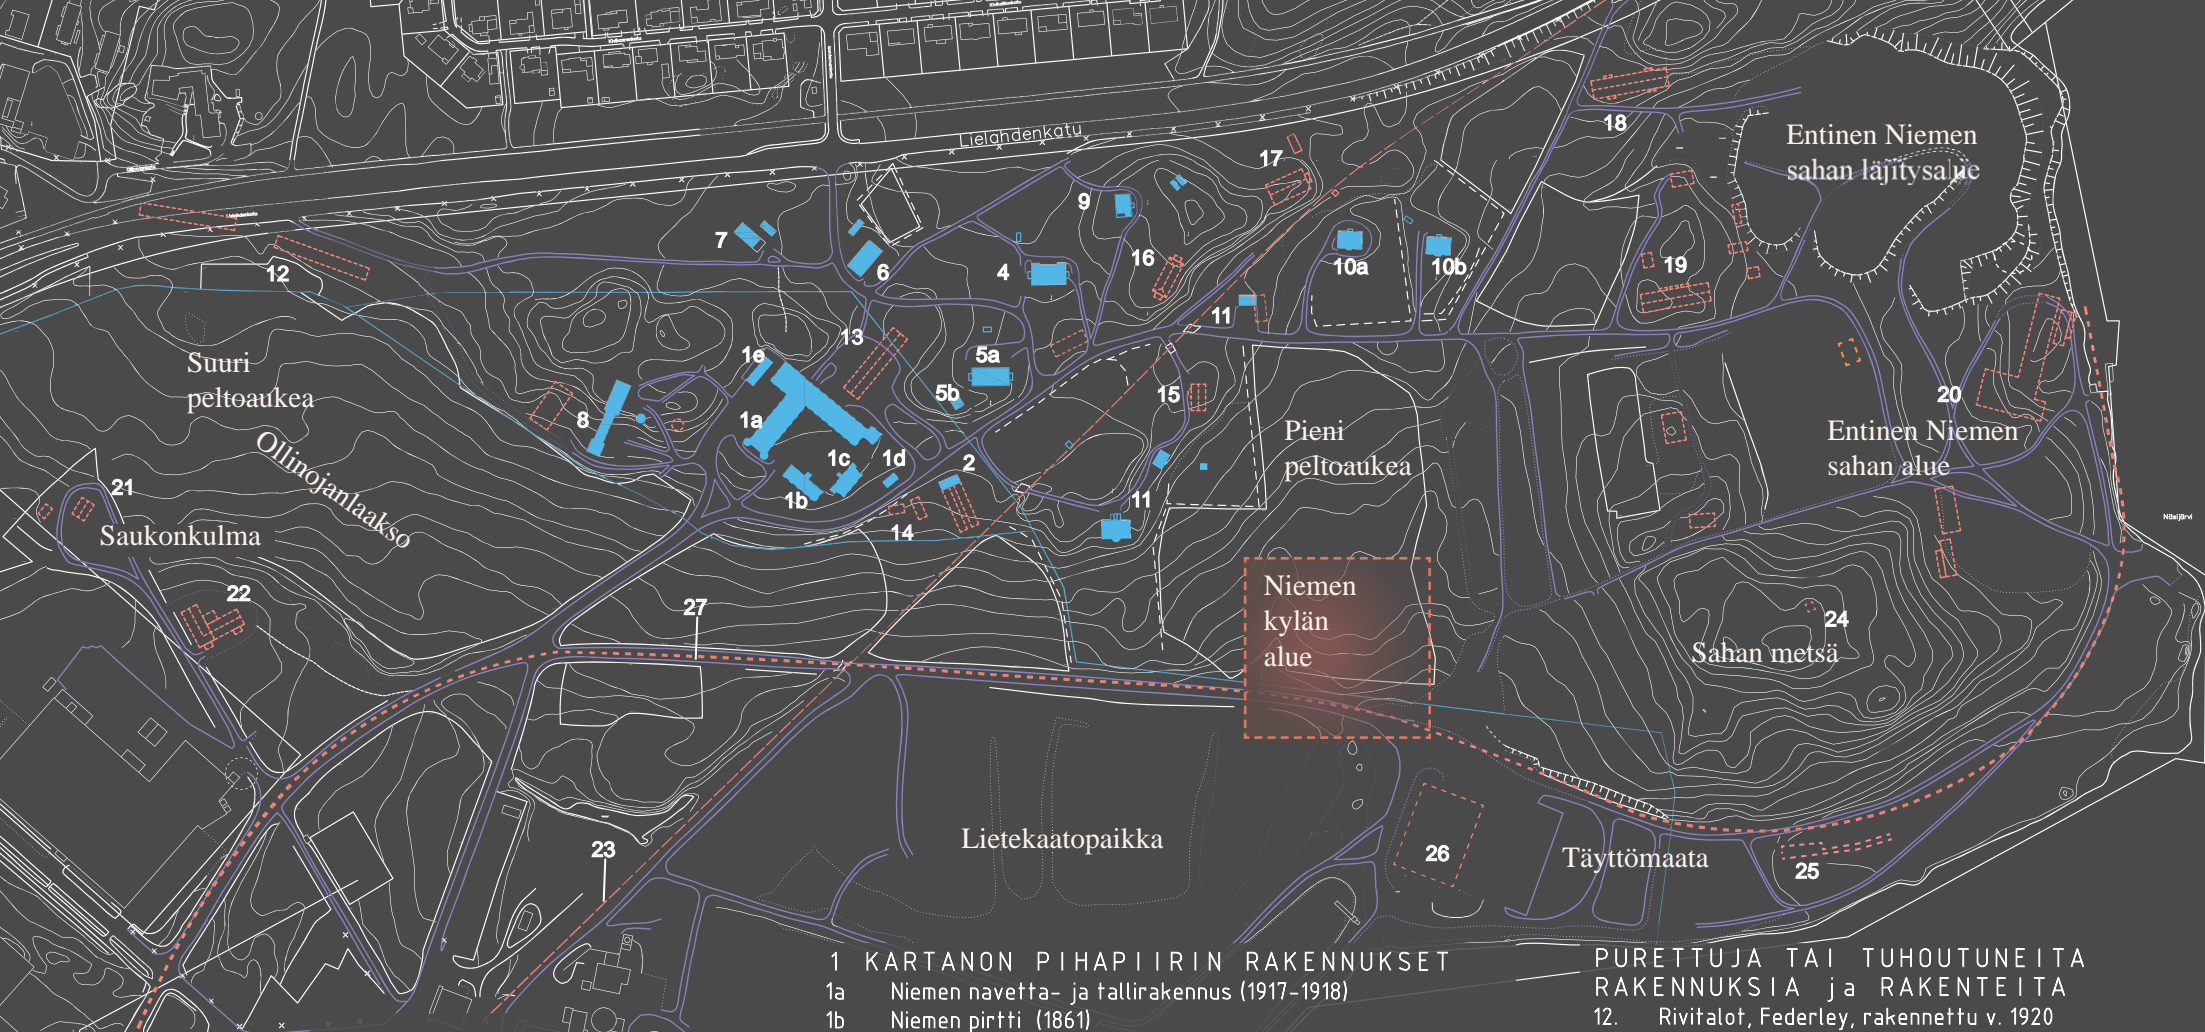 Lielahdenkatu
Entinen Niemen
sahan läjitysalue
18
17
9
7
6
4
16
10a
10b
19
12
11
13
1e
5a
5b
15
20
Suuri
peltoaukea
8
1a
1c
1d
2
Pieni
peltoaukea
Entinen Niemen
sahan alue
Ollinojanlaakso
21
1b
11
14
Saukonkulma
Näsijärvi
22
27
Niemen
kylän
alue
24
Sahan metsä
23
Lietekaatopaikka
26
Täyttömaata
25
1 KARTANON PIHAPIIRIN RAKENNUKSET
1a Niemen navetta- ja tallirakennus (1917-1918)
1b Niemen pirtti (1861)
PURETTUJA TAI TUHOUTUNEITA
RAKENNUKSIA ja RAKENTEITA
12. Rivitalot, Federley, rakennettu v. 1920